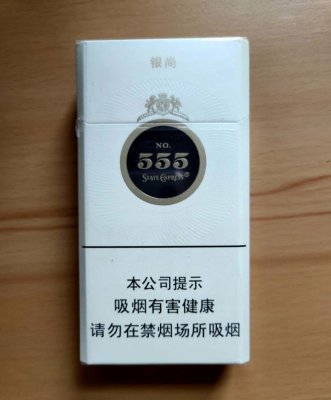 银尚
NO.
555
STATE EXPRESS®
本公司提示
吸烟有害健康
请勿在禁烟场所吸烟